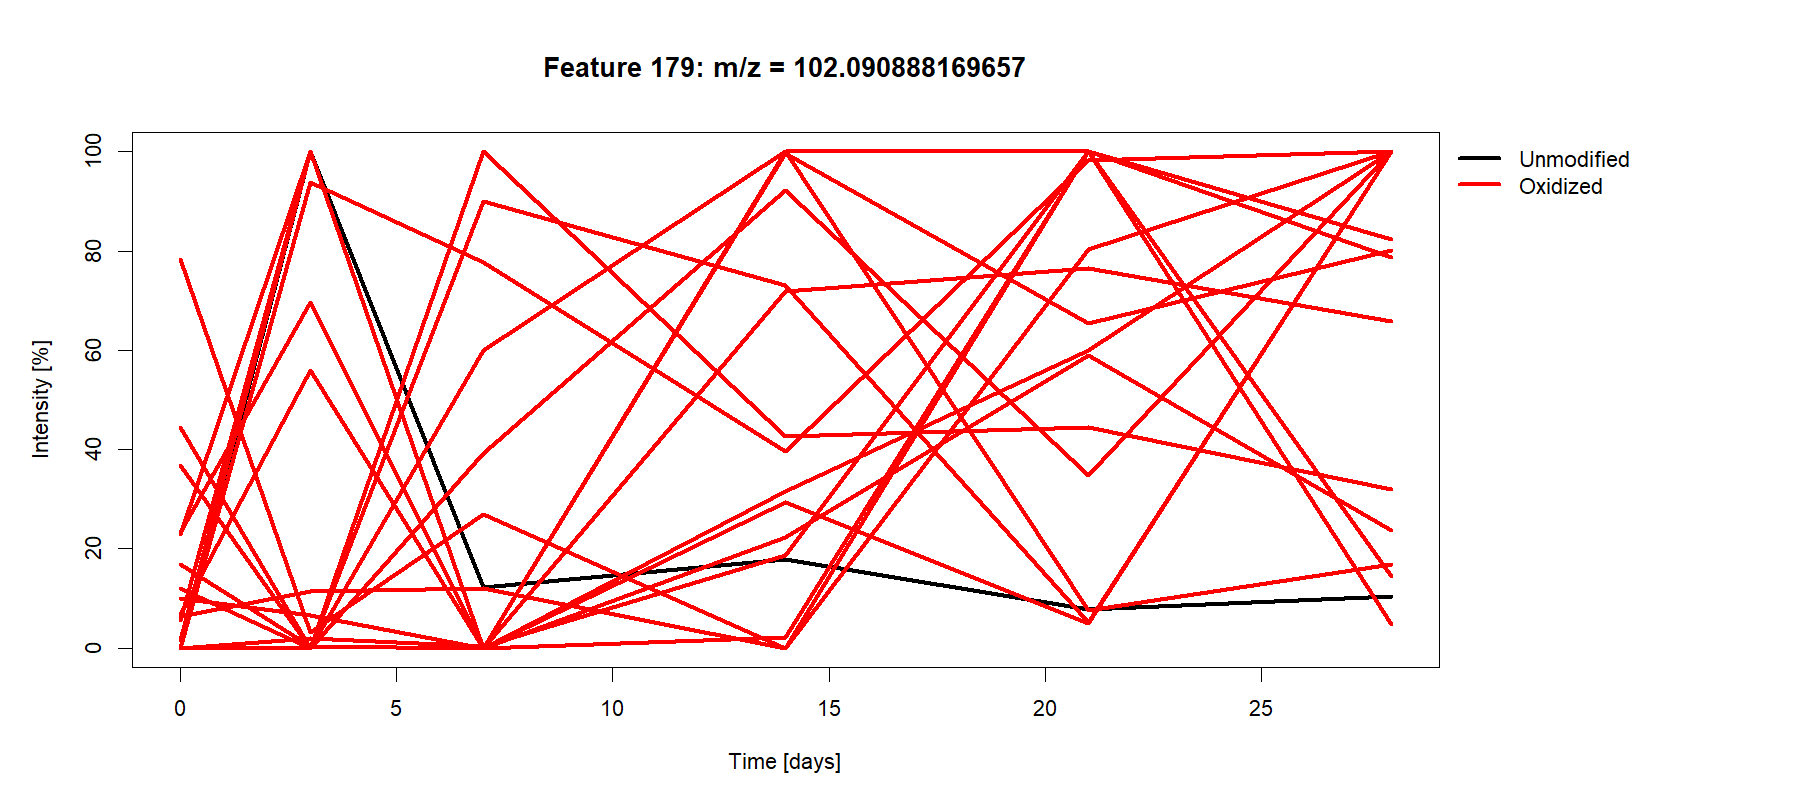 Feature 179: m/z = 102.090888169657
Unmodified
Oxidized
Intensity [%]
100
80
60
40
20
0
0 5 10 15 20 25
Time [days]